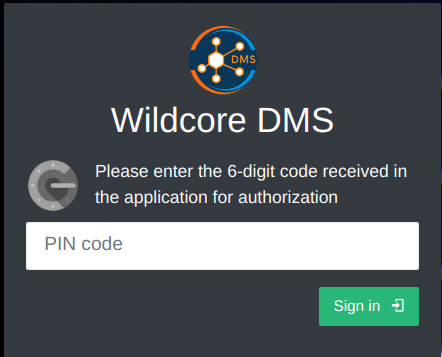 DMS
Wildcore DMS
Please enter the 6-digit code received in
the application for authorization
PIN code
Sign in